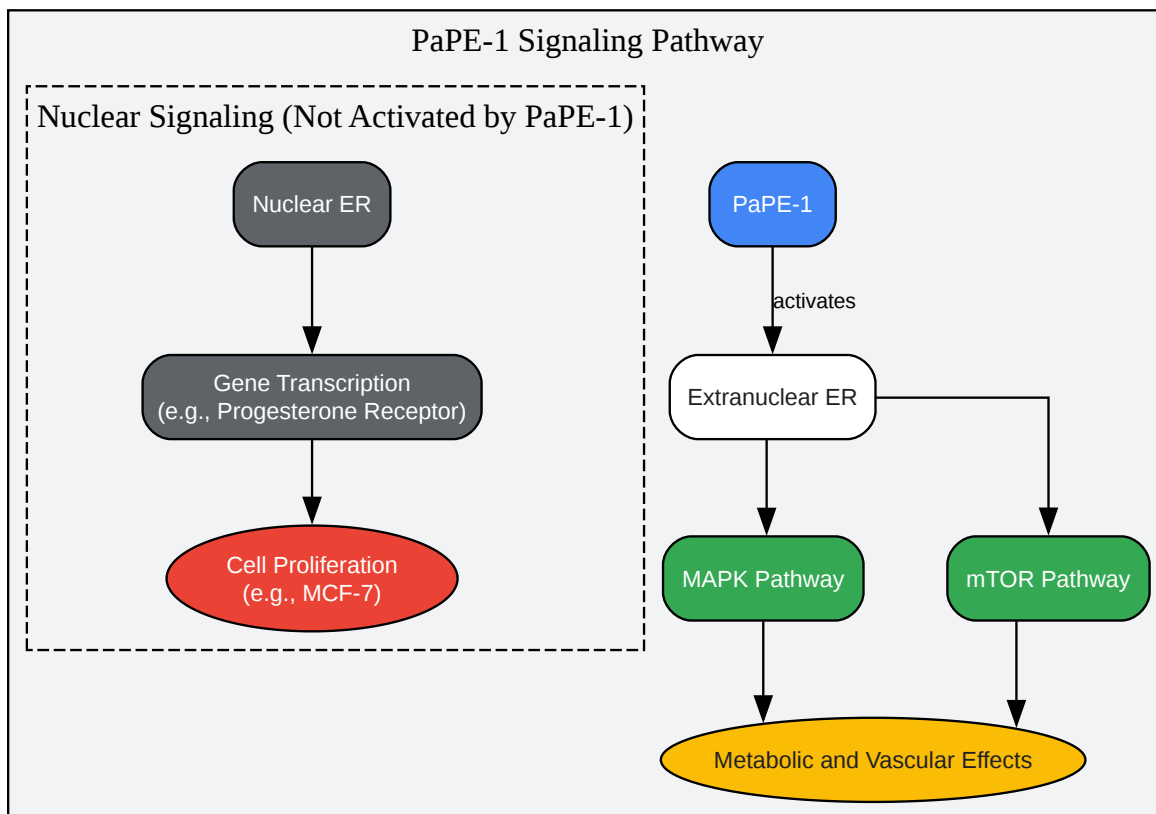 PaPE-1 Signaling Pathway
Nuclear Signaling (Not Activated by PaPE-1)
Nuclear ER
Gene Transcription
(e.g., Progesterone Receptor)
Cell Proliferation
(e.g., MCF-7)
PaPE-1
activates
Extranuclear ER
MAPK Pathway
mTOR Pathway
Metabolic and Vascular Effects